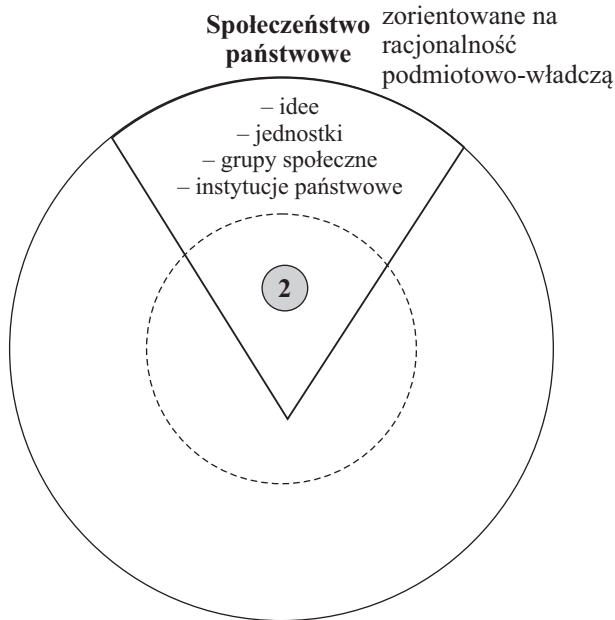 Społeczeństwo
państwowe
zorientowane na
racjonalność
podmiotowo-władczą
– idee
– jednostki
– grupy społeczne
– instytucje państwowe
2